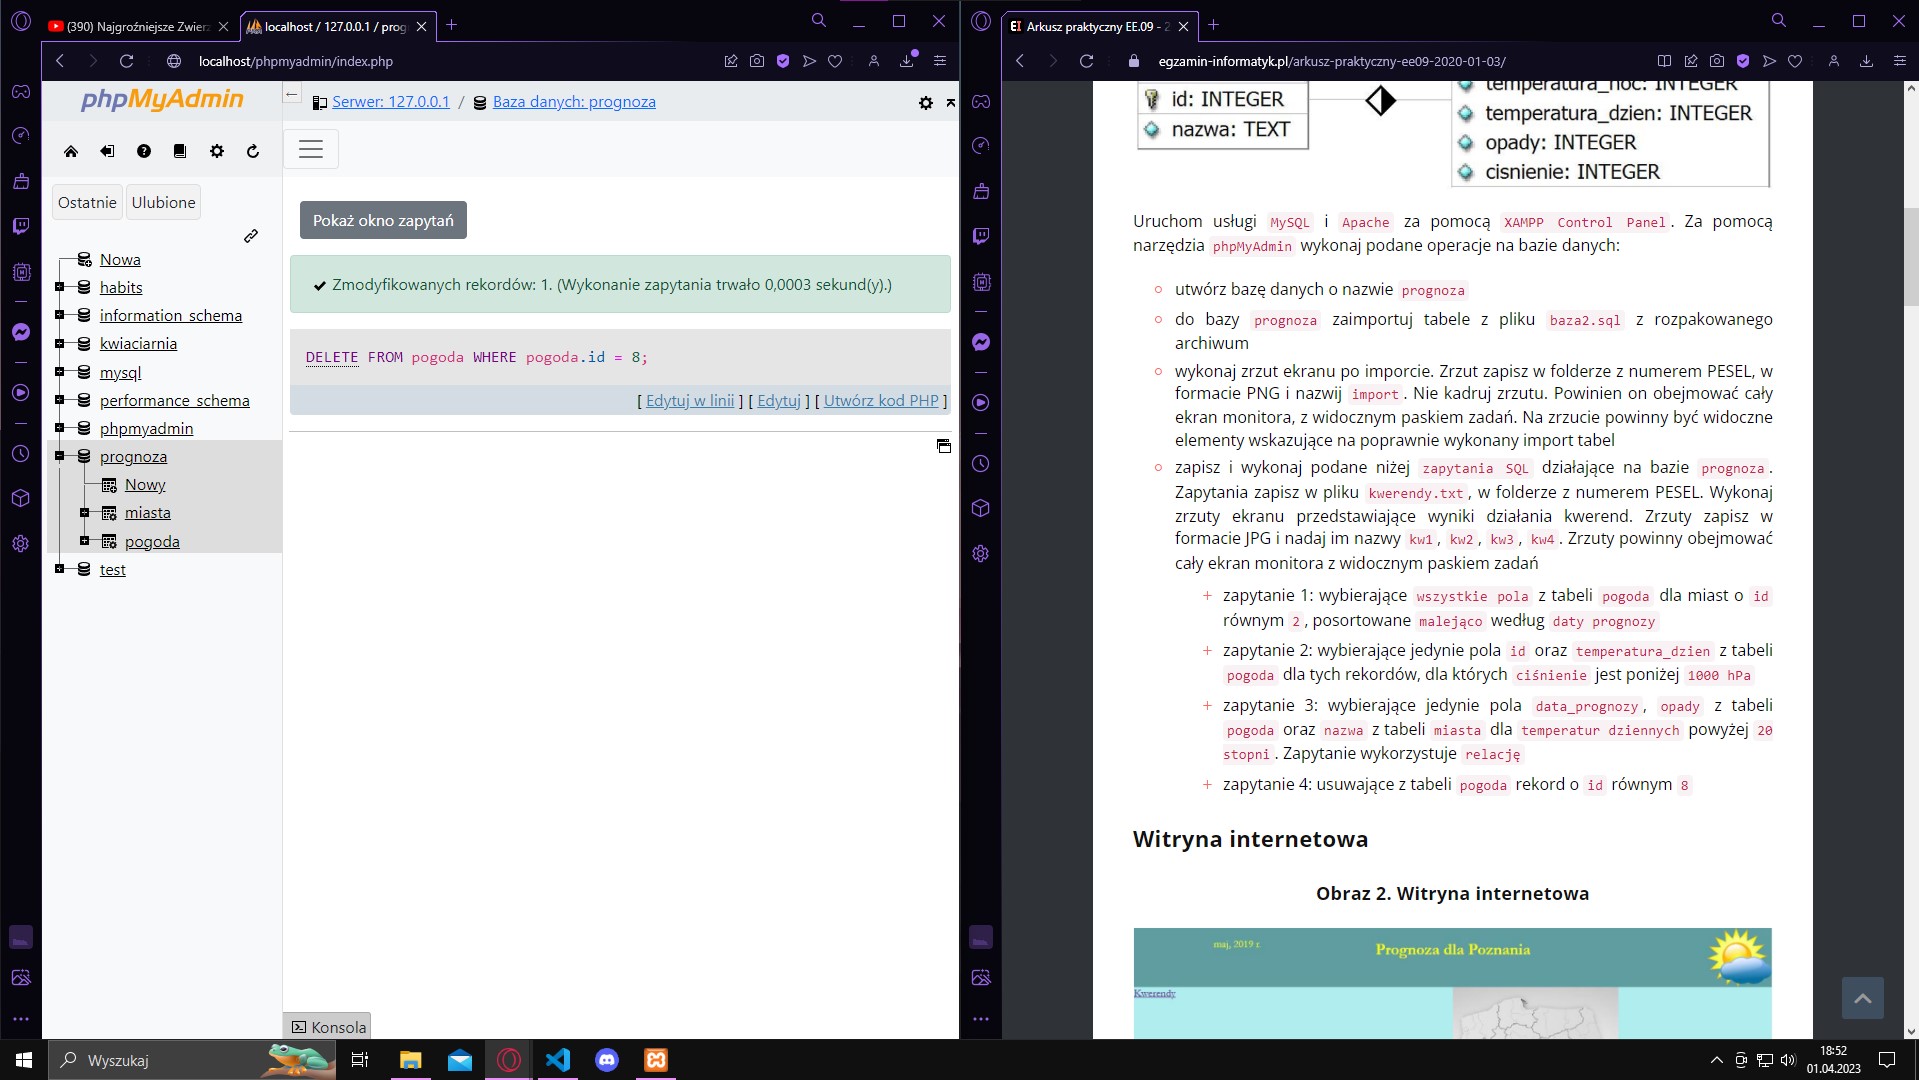 (390) Najgroźniejsze Zwierz
localhost / 127.0.0.1 / prog
localhost/phpmyadmin/index.php
phpMyAdmin
Ostatnie
Ulubione
Nowa
habits
information_schema
kwiaciarnia
mysql
performance_schema
phpmyadmin
prognoza
Nowy
miasta
pogoda
test
Serwer: 127.0.0.1 / Baza danych: prognoza
Pokaż okno zapytań
Zmodyfikowanych rekordów: 1. (Wykonanie zapytania trwało 0,0003 sekund(y).)
DELETE FROM pogoda WHERE pogoda.id = 8;
[ Edytuj w linii ] [ Edytuj ] [ Utwórz kod PHP ]
Konsola
EI Arkusz praktyczny EE.09 - 2
egzamin-informatyk.pl/arkusz-praktyczny-ee09-2020-01-03/
id: INTEGER
nazwa: TEXT
temperatura_noc: INTEGER
temperatura_dzien: INTEGER
opady: INTEGER
cisnienie: INTEGER
Uruchom usługi MySQL i Apache za pomocą XAMPP Control Panel. Za pomocą
narzędzia phpMyAdmin wykonaj podane operacje na bazie danych:
utwórz bazę danych o nazwie prognoza
do bazy prognoza zaimportuj tabele z pliku baza2.sql z rozpakowanego
archiwum
wykonaj zrzut ekranu po imporcie. Zrzut zapisz w folderze z numerem PESEL, w
formacie PNG i nazwij import. Nie kadruj zrzutu. Powinien on obejmować cały
ekran monitora, z widocznym paskiem zadań. Na zrzucie powinny być widoczne
elementy wskazujące na poprawnie wykonany import tabel
zapisz i wykonaj podane niżej zapytania SQL działające na bazie prognoza.
Zapytania zapisz w pliku kwerendy.txt, w folderze z numerem PESEL. Wykonaj
zrzuty ekranu przedstawiające wyniki działania kwerend. Zrzuty zapisz w
formacie JPG i nadaj im nazwy kw1, kw2, kw3, kw4. Zrzuty powinny obejmować
cały ekran monitora z widocznym paskiem zadań
+ zapytanie 1: wybierające wszystkie pola z tabeli pogoda dla miast o id
równym 2, posortowane malejąco według daty prognozy
+ zapytanie 2: wybierające jedynie pola id oraz temperatura_dzien z tabeli
pogoda dla tych rekordów, dla których ciśnienie jest poniżej 1000 hPa
+ zapytanie 3: wybierające jedynie pola data_prognozy, opady z tabeli
pogoda oraz nazwa z tabeli miasta dla temperatur dziennych powyżej 20
stopni. Zapytanie wykorzystuje relację
+ zapytanie 4: usuwające z tabeli pogoda rekord o id równym 8
Witryna internetowa
Obraz 2. Witryna internetowa
maj, 2019 r.
Prognoza dla Poznania
Kwerendy
Wyszukaj
18:52
01.04.2023